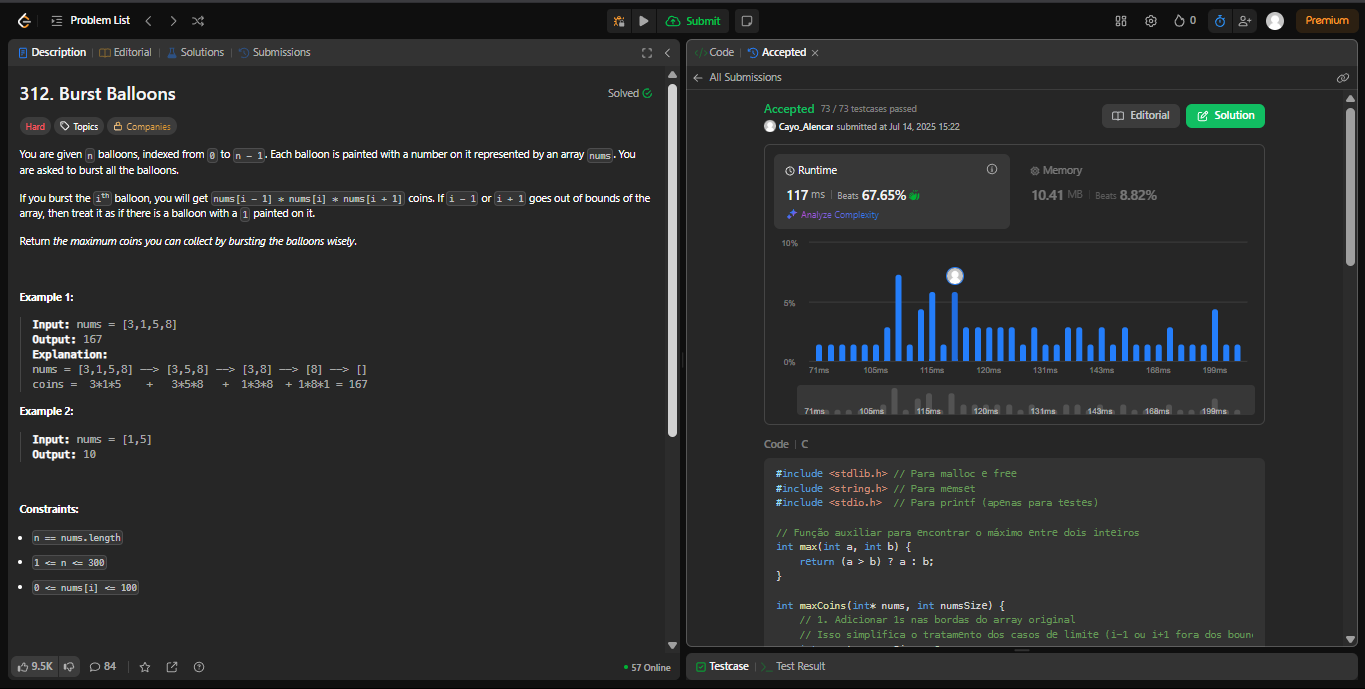 Problem List
Submit
0
Premium
Description
Editorial
Solutions
Submissions
312. Burst Balloons
Solved
Hard
Topics
Companies
You are given n balloons, indexed from 0 to n - 1. Each balloon is painted with a number on it represented by an array nums. You
are asked to burst all the balloons.
If you burst the ith balloon, you will get nums[i - 1] * nums[i] * nums[i + 1] coins. If i - 1 or i + 1 goes out of bounds of the
array, then treat it as if there is a balloon with a 1 painted on it.
Return the maximum coins you can collect by bursting the balloons wisely.
Example 1:
Input: nums = [3,1,5,8]
Output: 167
Explanation:
nums = [3,1,5,8] --> [3,5,8] --> [3,8] --> [8] --> []
coins = 3*1*5 + 3*5*8 + 1*3*8 + 1*8*1 = 167
Example 2:
Input: nums = [1,5]
Output: 10
Constraints:
n == nums.length
1 <= n <= 300
0 <= nums[i] <= 100
9.5K
84
57 Online
Code
Accepted
All Submissions
Accepted 73 / 73 testcases passed
Cayo_Alencar submitted at Jul 14, 2025 15:22
Editorial
Solution
Runtime
117 ms | Beats 67.65%
Analyze Complexity
Memory
10.41 MB | Beats 8.82%
10%
5%
0%
71ms 105ms 115ms 120ms 131ms 143ms 168ms 199ms
71ms 105ms 115ms 120ms 131ms 143ms 168ms 199ms
Code | C
#include <stdlib.h> // Para malloc e free
#include <string.h> // Para memset
#include <stdio.h>  // Para printf (apenas para testes)
// Função auxiliar para encontrar o máximo entre dois inteiros
int max(int a, int b) {
return (a > b) ? a : b;
}
int maxCoins(int* nums, int numsSize) {
// 1. Adicionar 1s nas bordas do array original
// Isso simplifica o tratamento dos casos de limite (i-1 ou i+1 fora dos boun
Testcase
Test Result